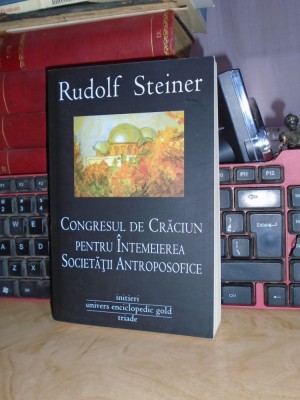 Rudolf Steiner
CONGRESUL DE CRĂCIUN
PENTRU ÎNTEMEIEREA
SOCIETĂȚII ANTROPOSOFICE
inițieri
univers enciclopedic gold
triade